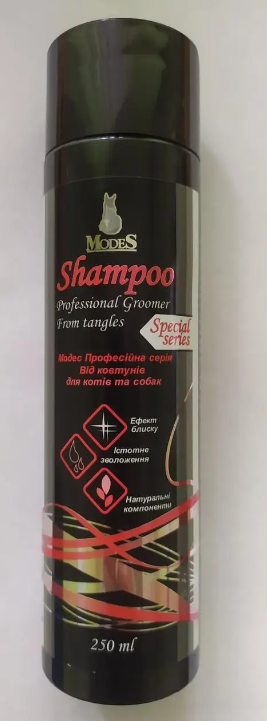 MODES
Shampoo
Professional Groomer
From tangles
Special
series
Модес Професійна серія
Від ковтунів
для котів та собак
Ефект
блиску
Істотне
зволоження
Натуральні
компоненти
250 ml